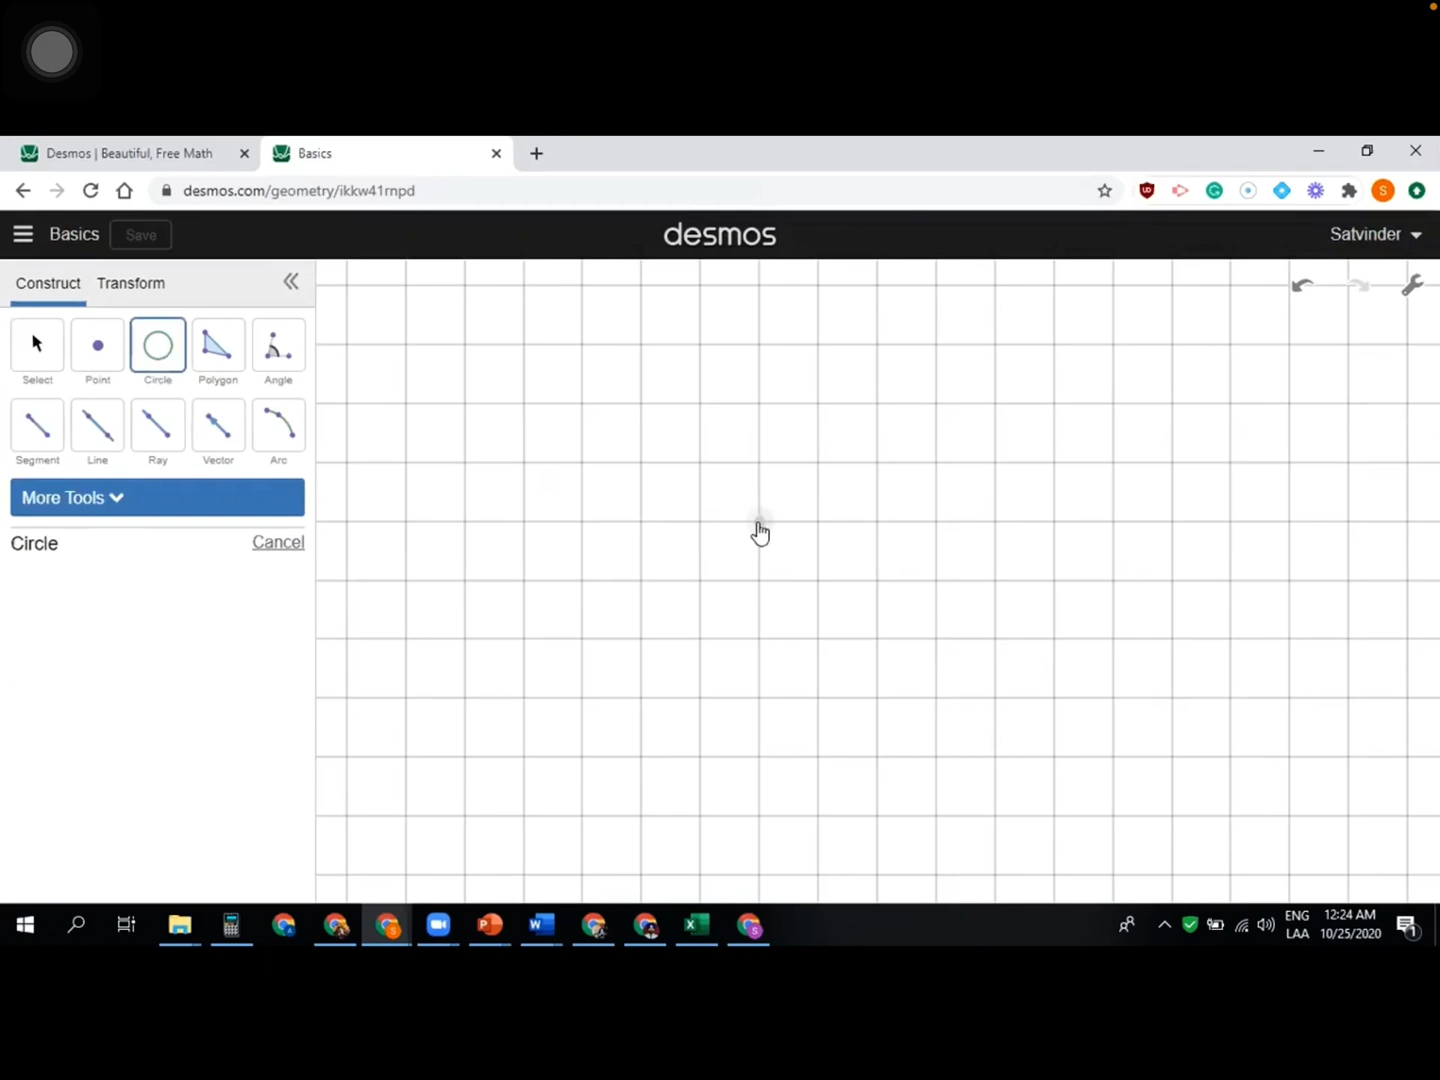 Desmos | Beautiful, Free Math
Basics
desmos.com/geometry/ikkw41rnpd
S
Basics
Save
desmos
Satvinder
Construct
Transform
Select
Point
Circle
Polygon
Angle
Segment
Line
Ray
Vector
Arc
More Tools
Circle
Cancel
ENG
LAA
12:24 AM
10/25/2020
1